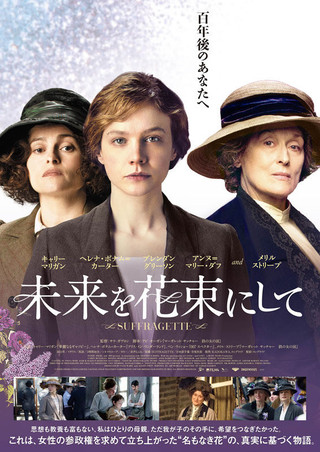 百年後のあなたへ
キャリー
マリガン
ヘレナ・ボナム=
カーター
ブレンダン
グリーソン
アンヌ=
マリー・ダフ
and
メリル
ストリープ
未来を花束にして
SUFFRAGETTE
思想も教養も富もない、私はひとりの母親。ただ我が子のその手に、希望をつなぎたかった。
これは、女性の参政権を求めて立ち上がった“名もなき花”の、真実に基づく物語。